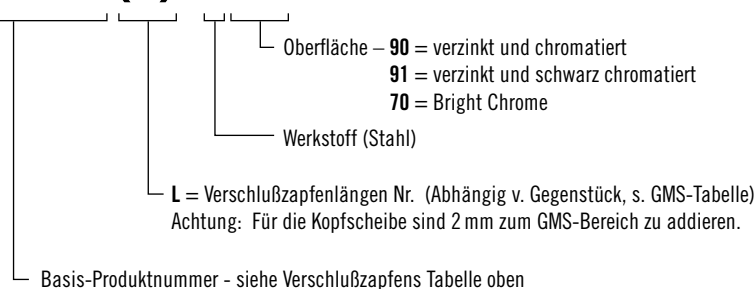 Oberfläche – 90 = verzinkt und chromatiert
91 = verzinkt und schwarz chromatiert
70 = Bright Chrome
Werkstoff (Stahl)
L = Verschlußzapfenlängen Nr. (Abhängig v. Gegenstück, s. GMS-Tabelle)
Achtung: Für die Kopfscheibe sind 2 mm zum GMS-Bereich zu addieren.
Basis-Produktnummer - siehe Verschlußzapfens Tabelle oben